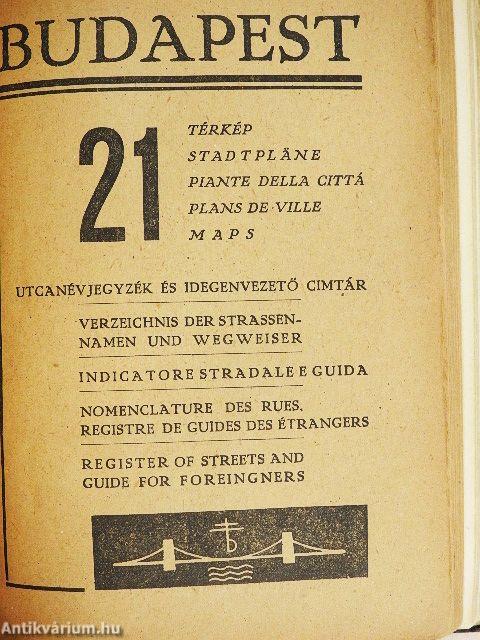 BUDAPEST
21
TÉRKÉP
STADTPLÄNE
PIANTE DELLA CITTÁ
PLANS DE VILLE
MAPS
UTCANÉVJEGYZÉK ÉS IDEGENVEZETŐ CIMTÁR
VERZEICHNIS DER STRASSEN-
NAMEN UND WEGWEISER
INDICATORE STRADALE E GUIDA
NOMENCLATURE DES RUES.
REGISTRE DE GUIDES DES ÉTRANGERS
REGISTER OF STREETS AND
GUIDE FOR FOREINGNERS
Antikvárium.hu